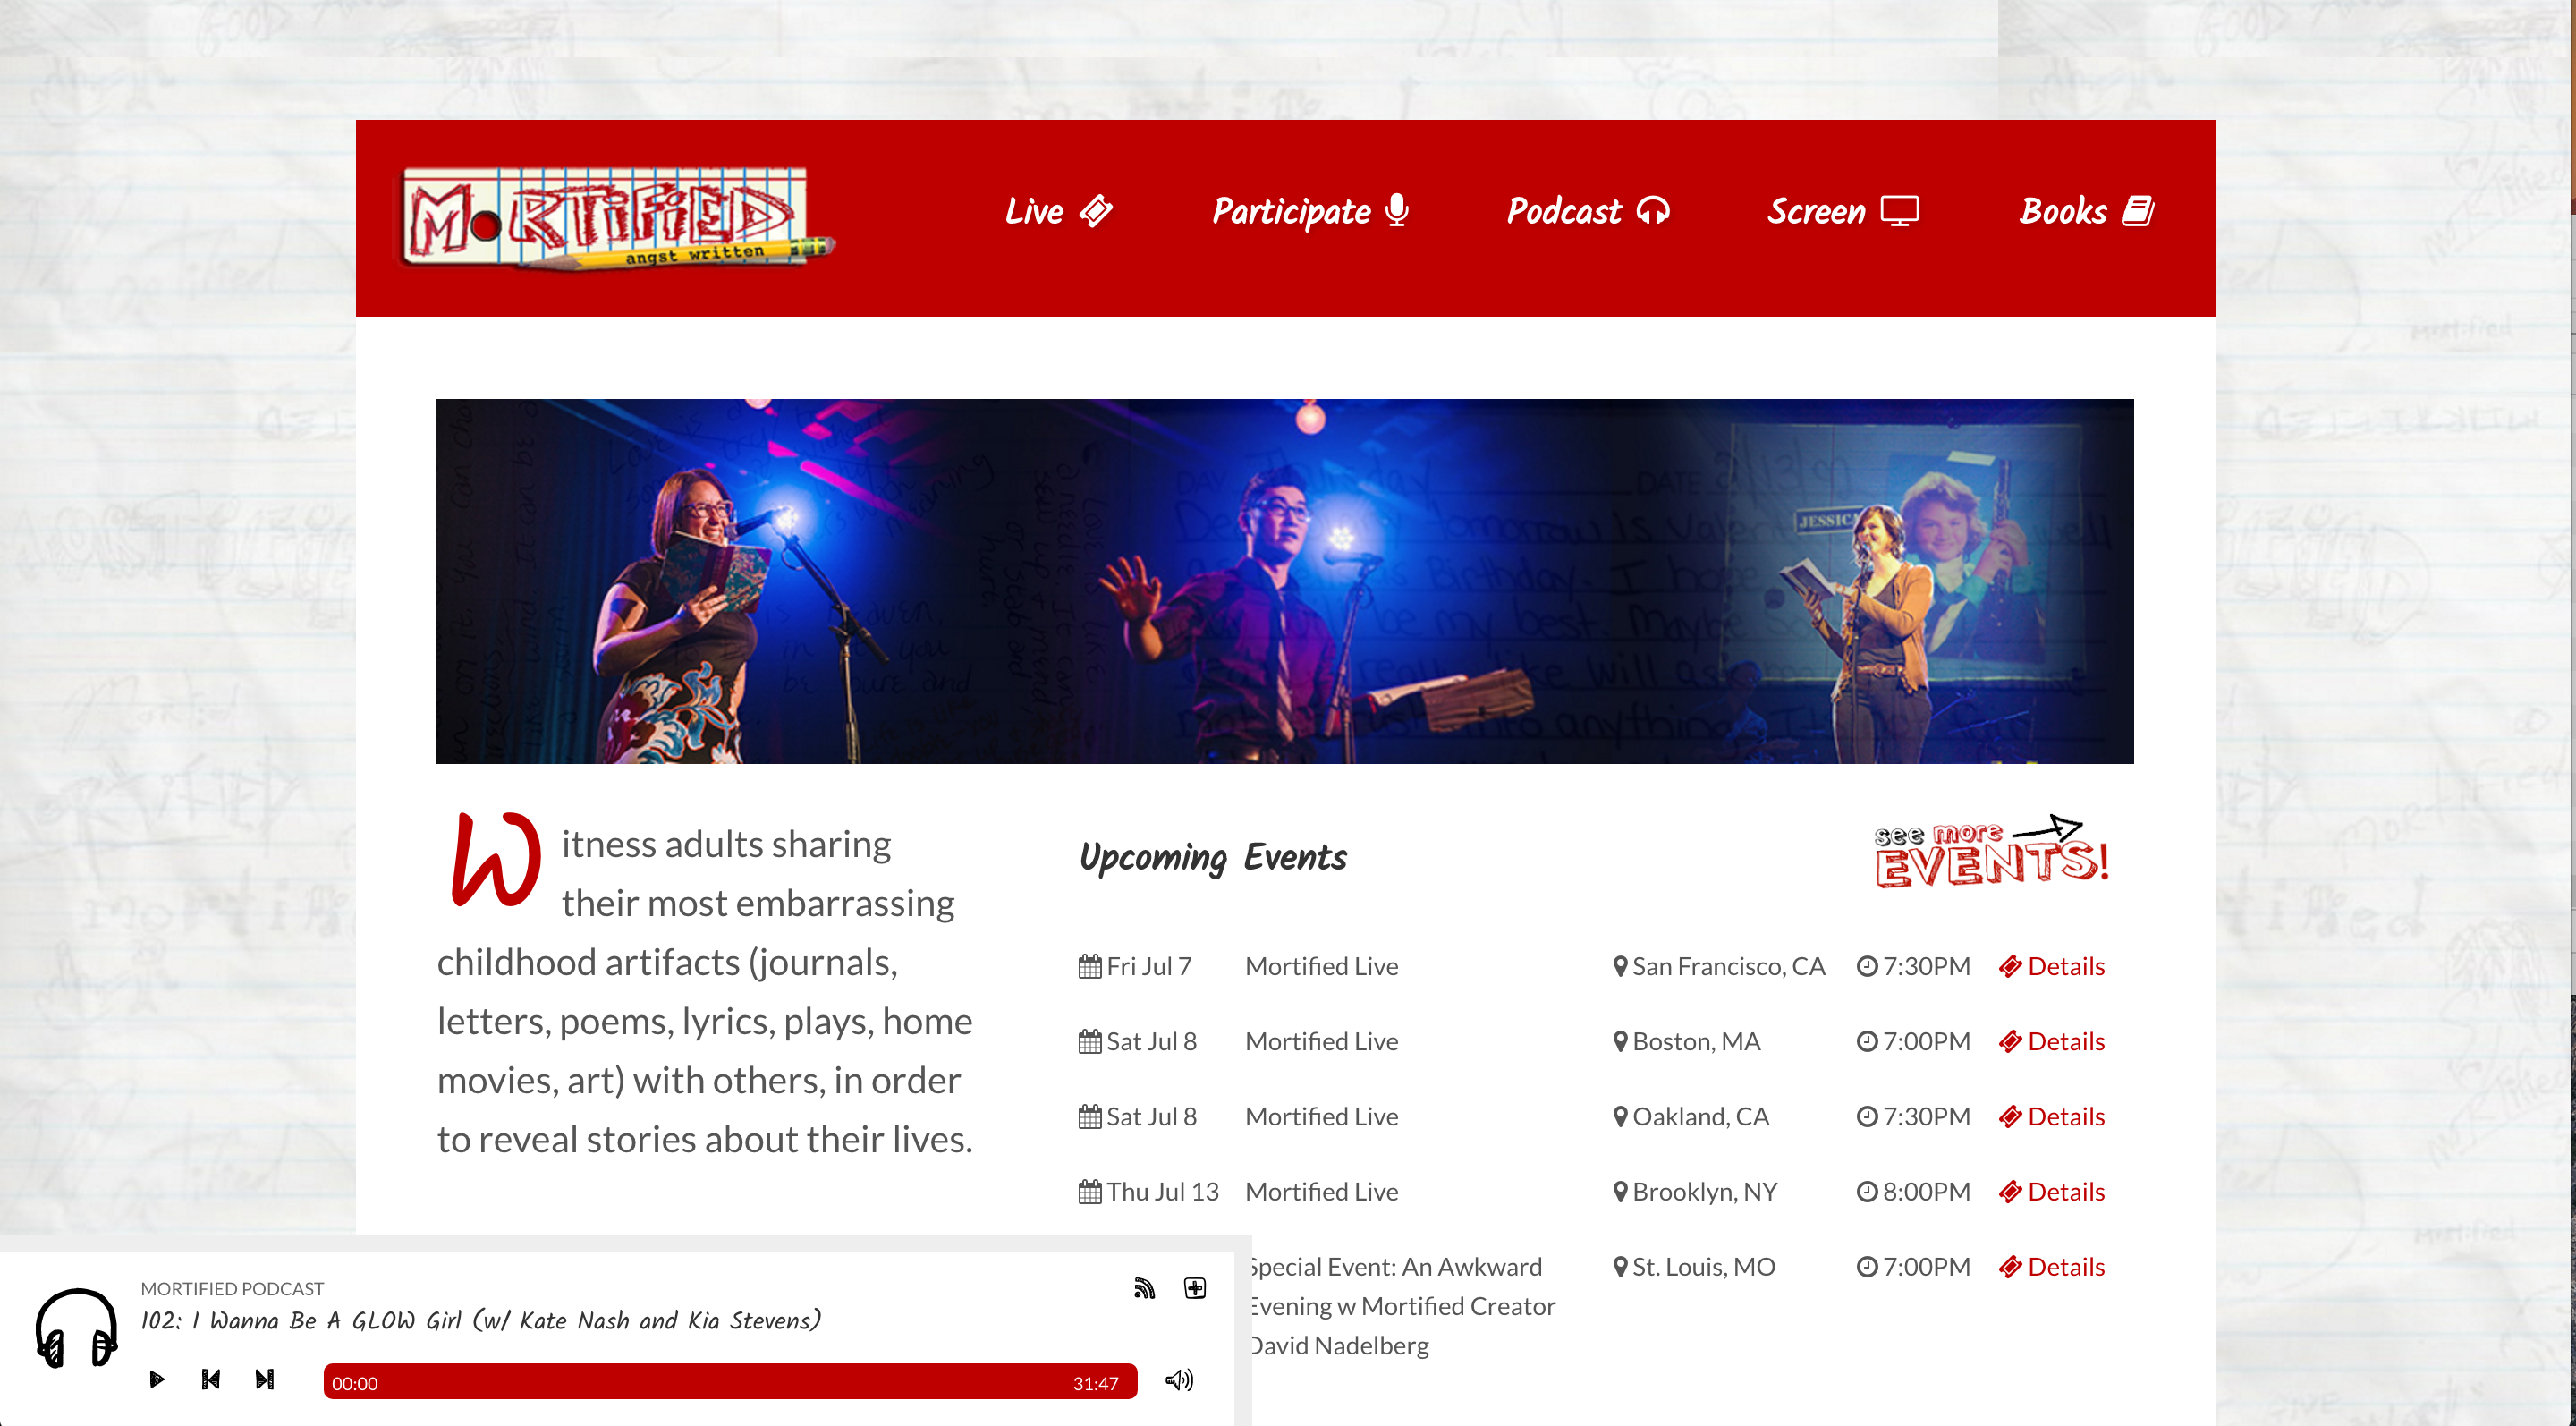 MORTiFiED
angst written
Live
Participate
Podcast
Screen
Books
JESSICA
Witness adults sharing
their most embarrassing
childhood artifacts (journals,
letters, poems, lyrics, plays, home
movies, art) with others, in order
to reveal stories about their lives.
Upcoming Events
see more
EVENTS!
Fri Jul 7 Mortified Live San Francisco, CA 7:30PM Details
Sat Jul 8 Mortified Live Boston, MA 7:00PM Details
Sat Jul 8 Mortified Live Oakland, CA 7:30PM Details
Thu Jul 13 Mortified Live Brooklyn, NY 8:00PM Details
Special Event: An Awkward St. Louis, MO 7:00PM Details
Evening w Mortified Creator
David Nadelberg
MORTIFIED PODCAST
102: I Wanna Be A GLOW Girl (w/ Kate Nash and Kia Stevens)
00:00 31:47